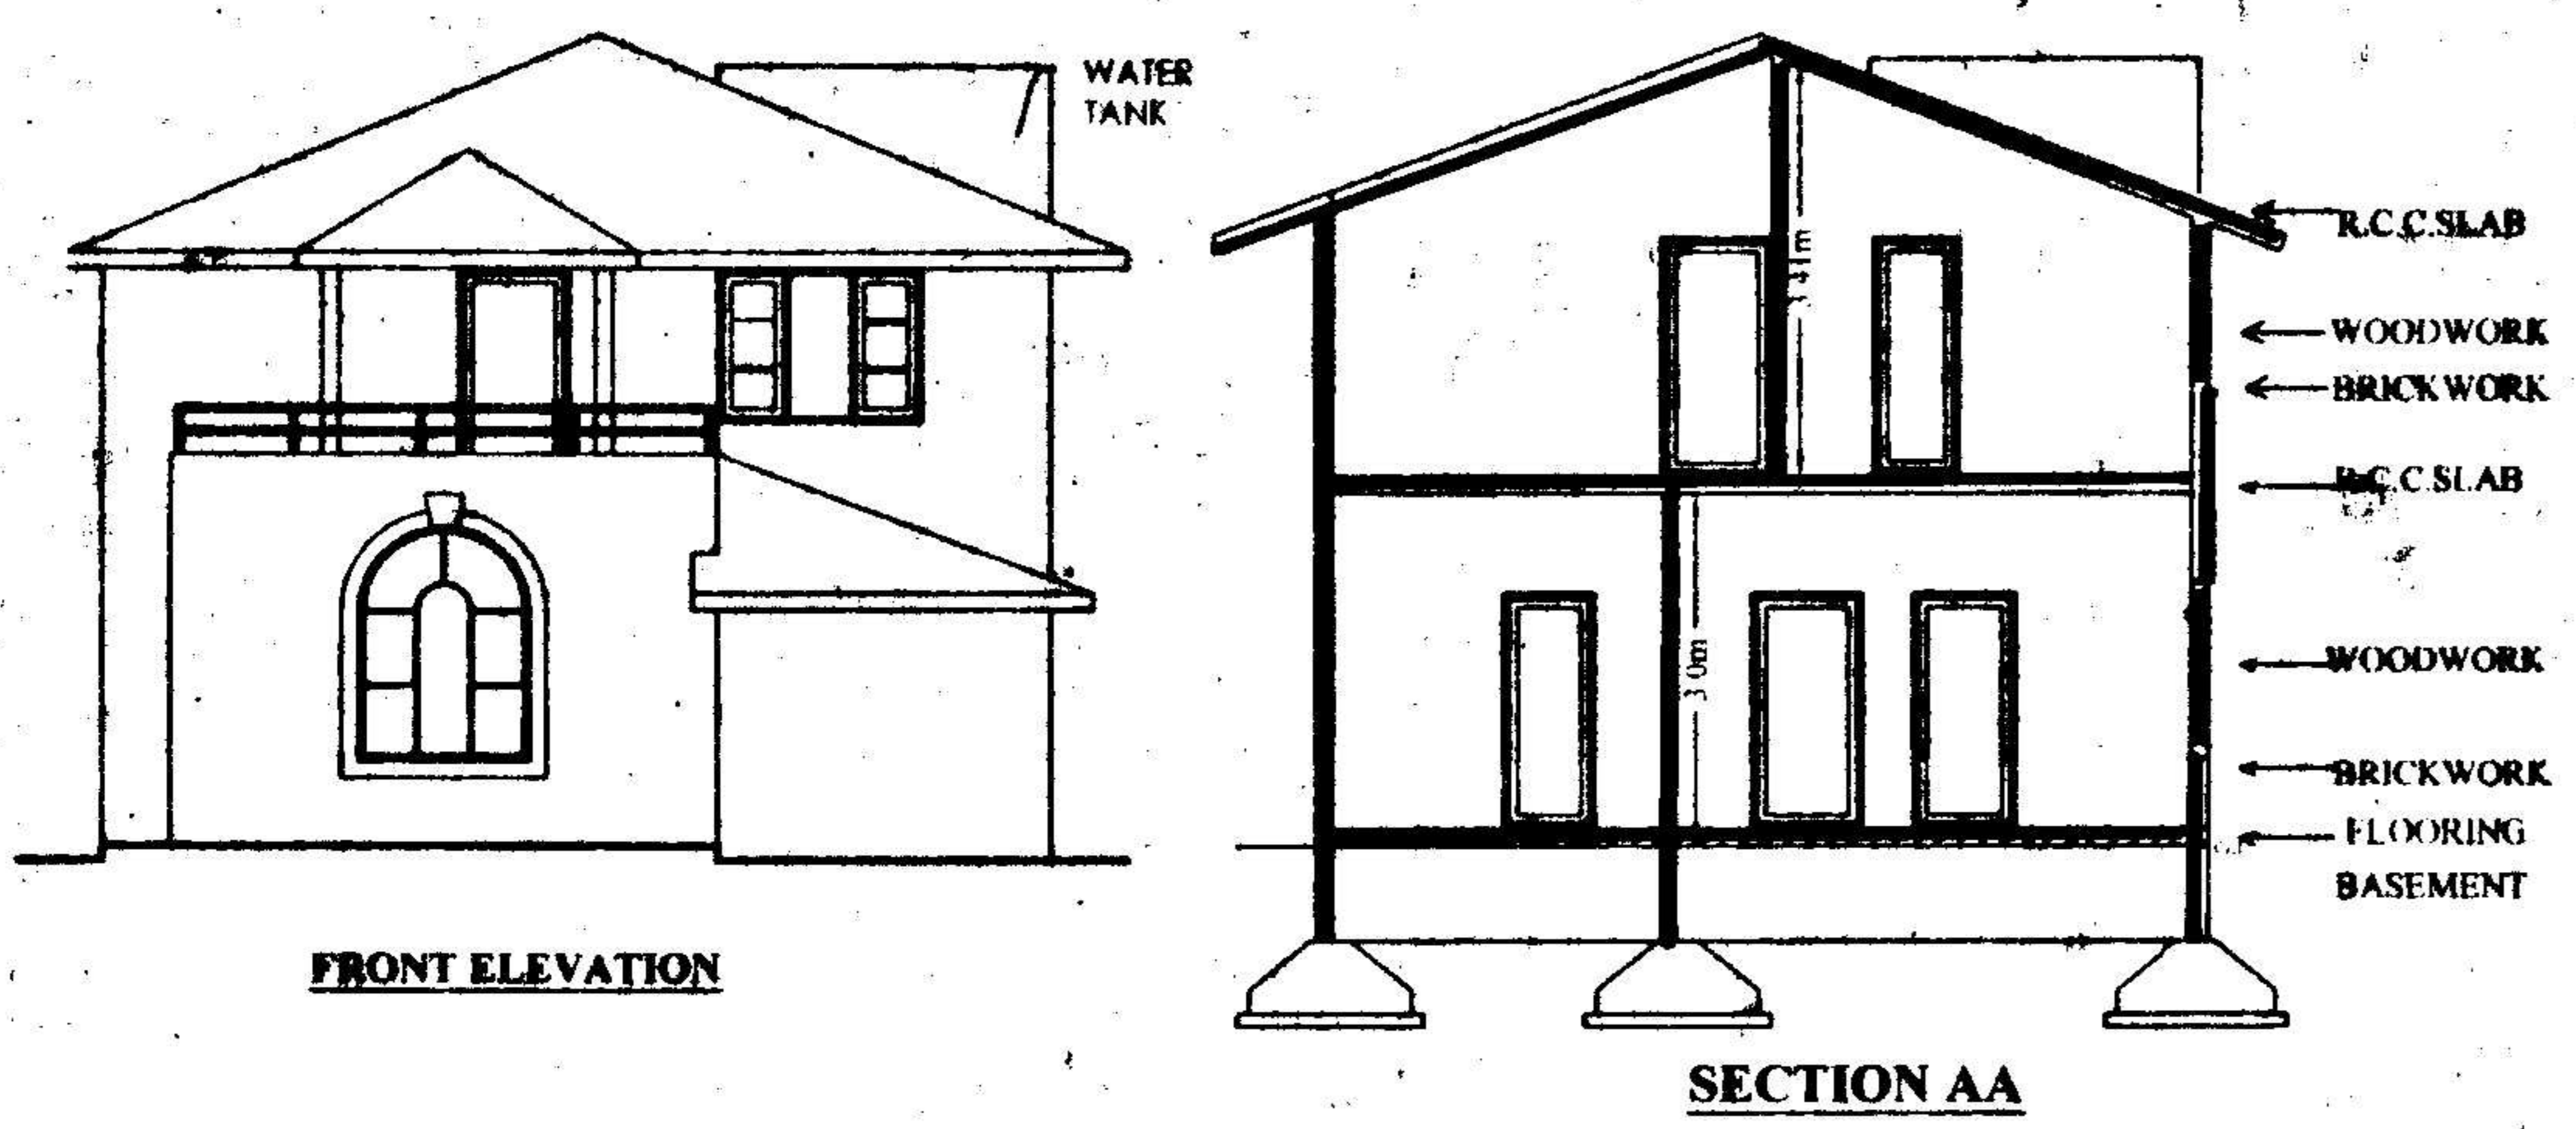 WATER
TANK
R.C.C.SLAB
WOODWORK
BRICKWORK
R.C.C.SLAB
WOODWORK
BRICKWORK
FLOORING
BASEMENT
3.0m
FRONT ELEVATION
SECTION AA